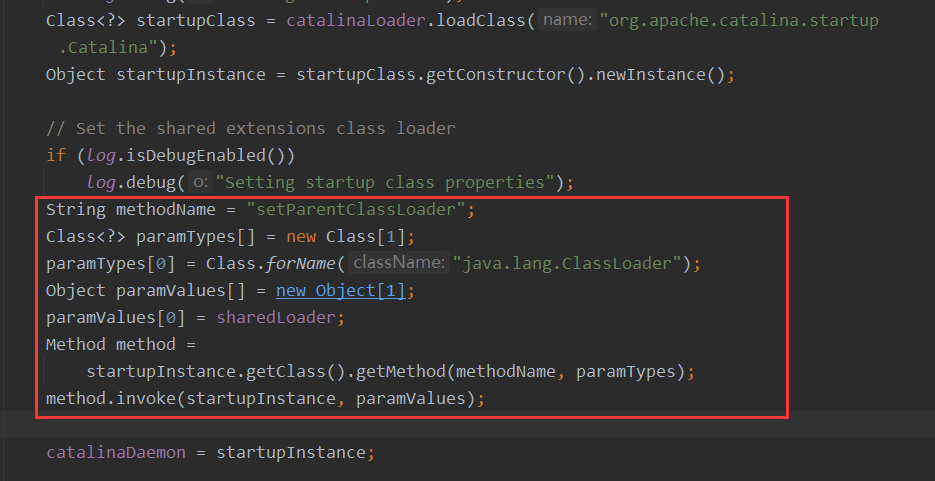 Class<?> startupClass = catalinaLoader.loadClass( name: "org.apache.catalina.startup
.Catalina");
Object startupInstance = startupClass.getConstructor().newInstance();
// Set the shared extensions class loader
if (log.isDebugEnabled())
log.debug( o: "Setting startup class properties");
String methodName = "setParentClassLoader";
Class<?> paramTypes[] = new Class[1];
paramTypes[0] = Class.forName( className: "java.lang.ClassLoader");
Object paramValues[] = new Object[1];
paramValues[0] = sharedLoader;
Method method =
startupInstance.getClass().getMethod(methodName, paramTypes);
method.invoke(startupInstance, paramValues);
catalinaDaemon = startupInstance;